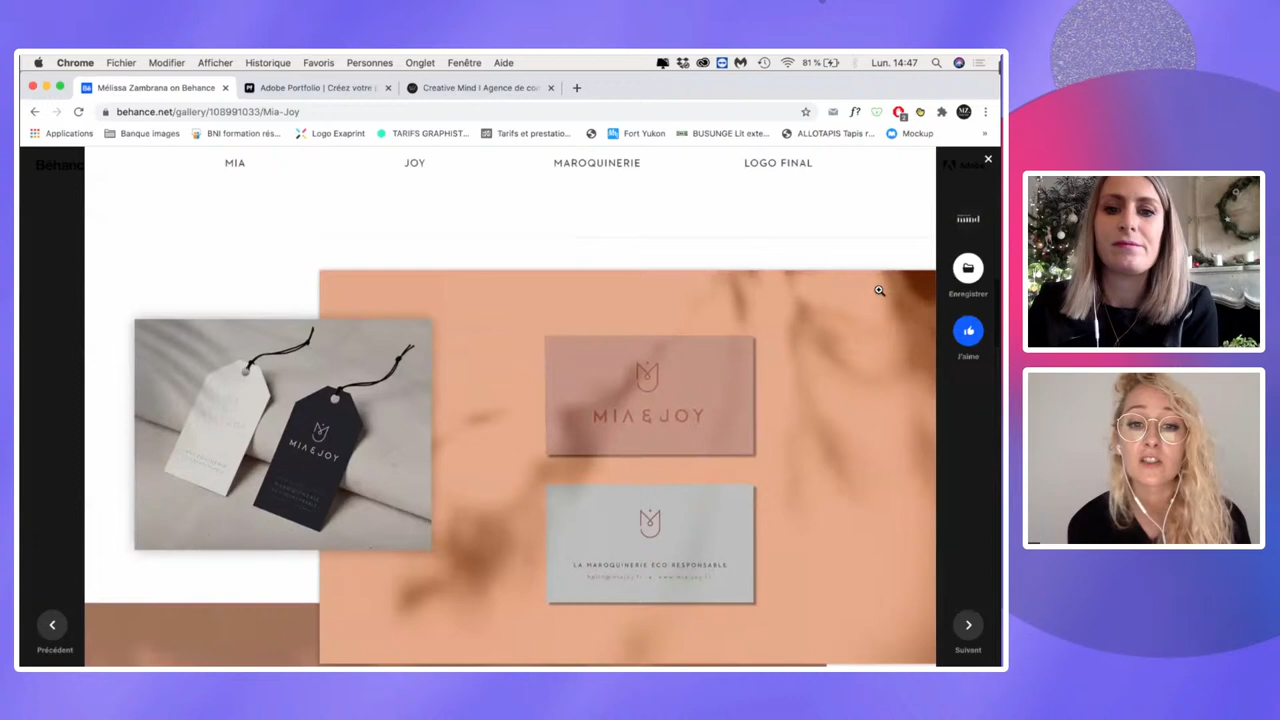 Chrome Fichier Modifier Afficher Historique Favoris Personnes Onglet Fenêtre Aide 81 % Lun. 14:47
Mélissa Zambrana on Behance Adobe Portfolio | Créez votre Creative Mind I Agence de co
behance.net/gallery/108991033/Mia-Joy
Applications Banque images BNI formation rés... Logo Exaprint TARIFS GRAPHIST... Tarifs et prestatio... Fort Yukon BUSUNGE Lit exte... ALLOTAPIS Tapis r... Mockup »
Behanc
MIA JOY MAROQUINERIE LOGO FINAL
mind
Enregistrer
J'aime
MIA & JOY
MIA & JOY
LA MAROQUINERIE ÉCO RESPONSABLE
Précédent
Suivant